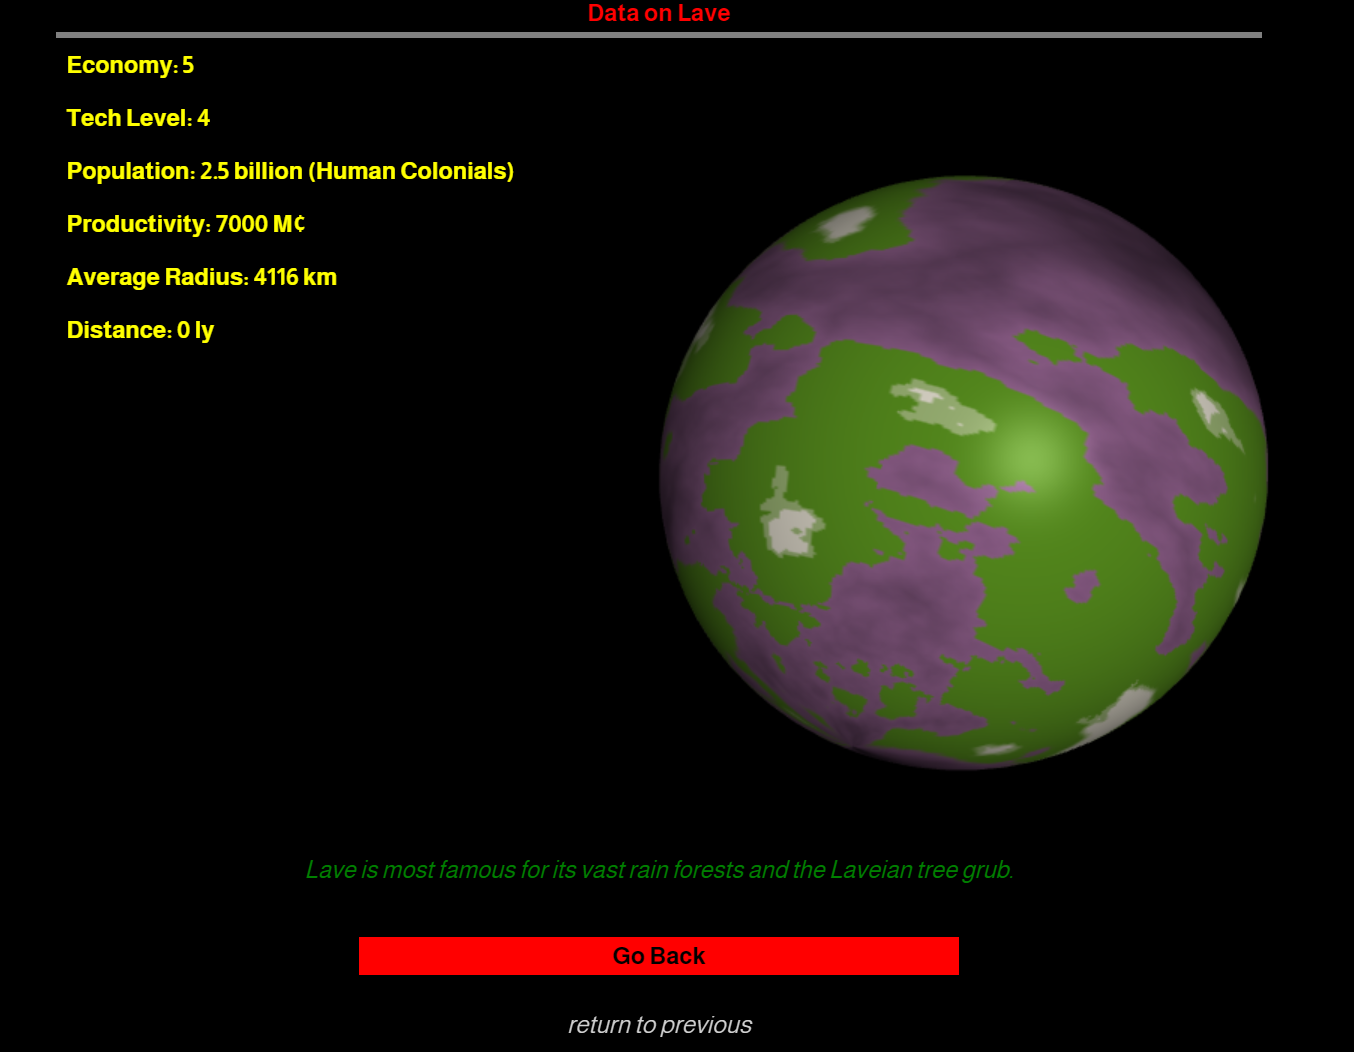 Data on Lave
Economy: 5
Tech Level: 4
Population: 2.5 billion (Human Colonials)
Productivity: 7000 M¢
Average Radius: 4116 km
Distance: 0 ly
Lave is most famous for its vast rain forests and the Laveian tree grub.
Go Back
return to previous